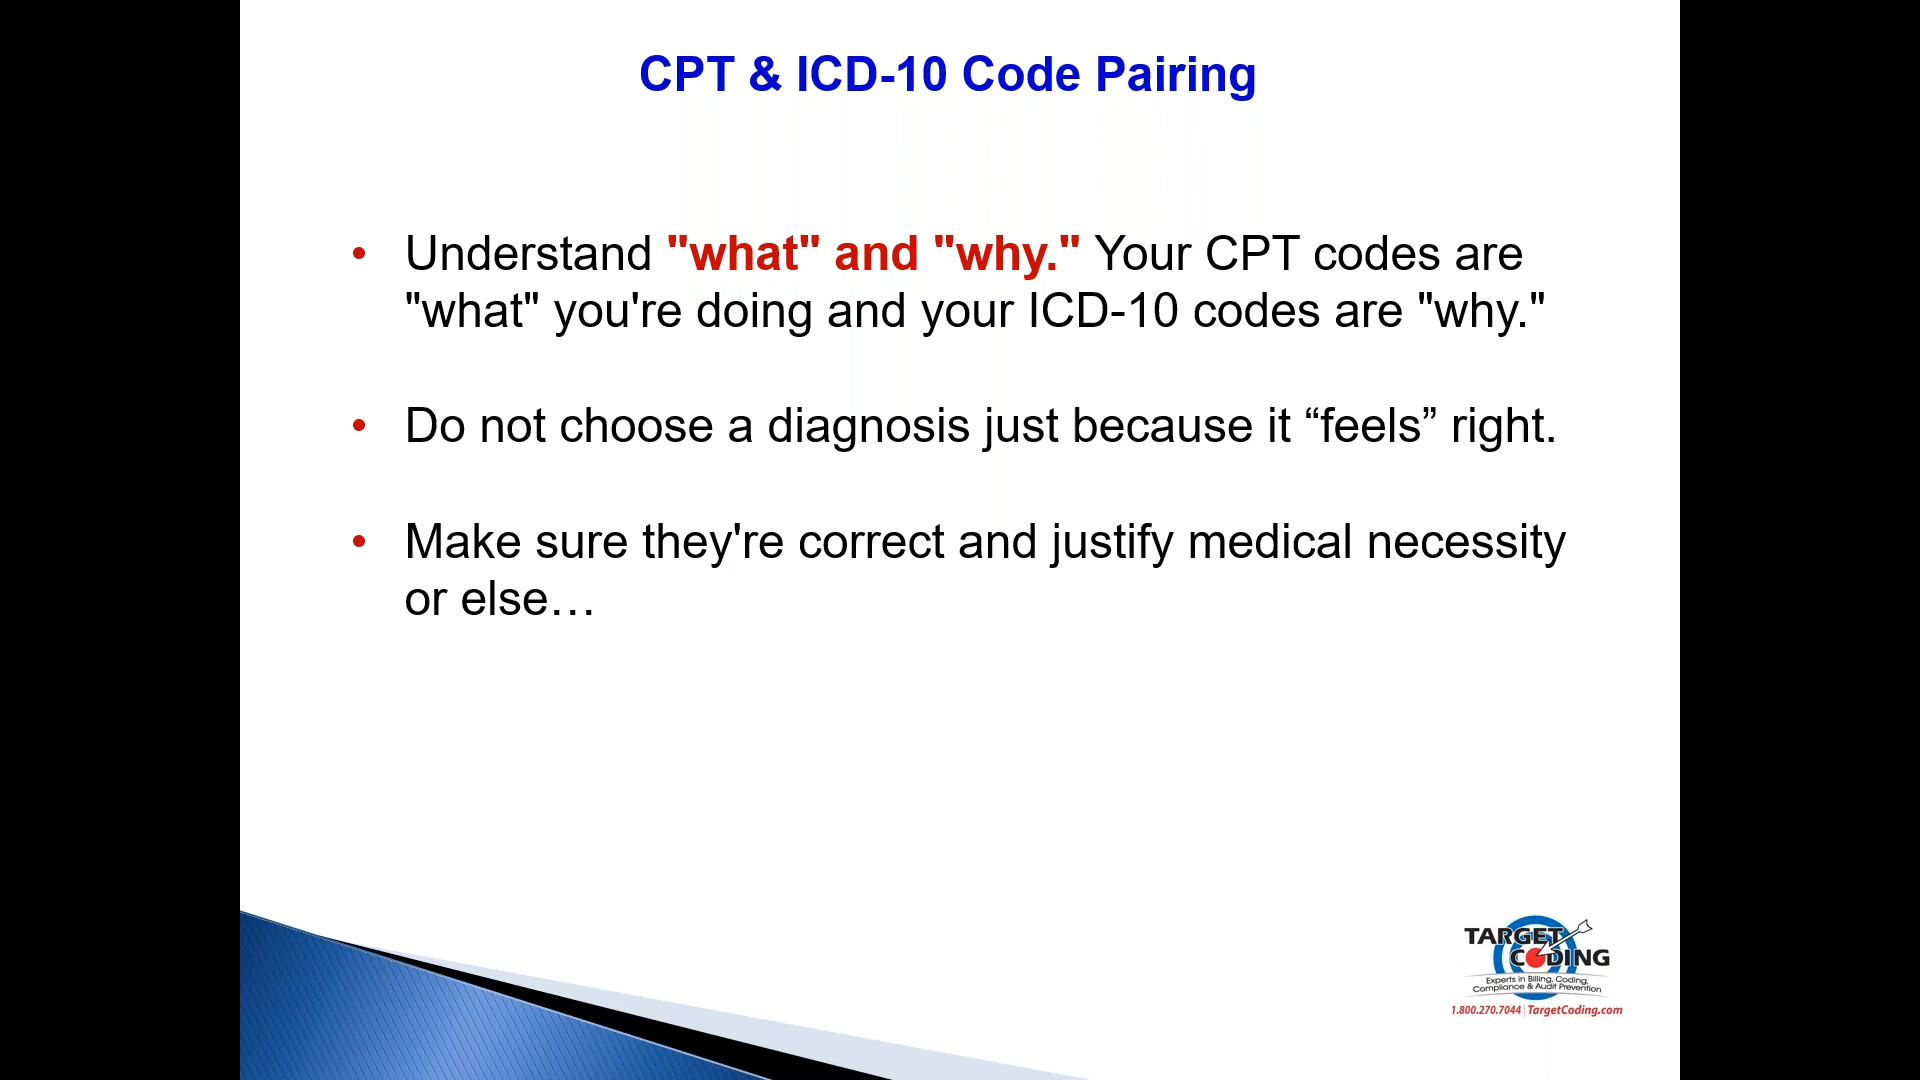 CPT & ICD-10 Code Pairing
• Understand "what" and "why." Your CPT codes are
"what" you're doing and your ICD-10 codes are "why."
• Do not choose a diagnosis just because it “feels” right.
• Make sure they're correct and justify medical necessity
or else…
TARGET
CODING
Experts in Billing, Coding,
Compliance & Audit Prevention
1.800.270.7044 | TargetCoding.com